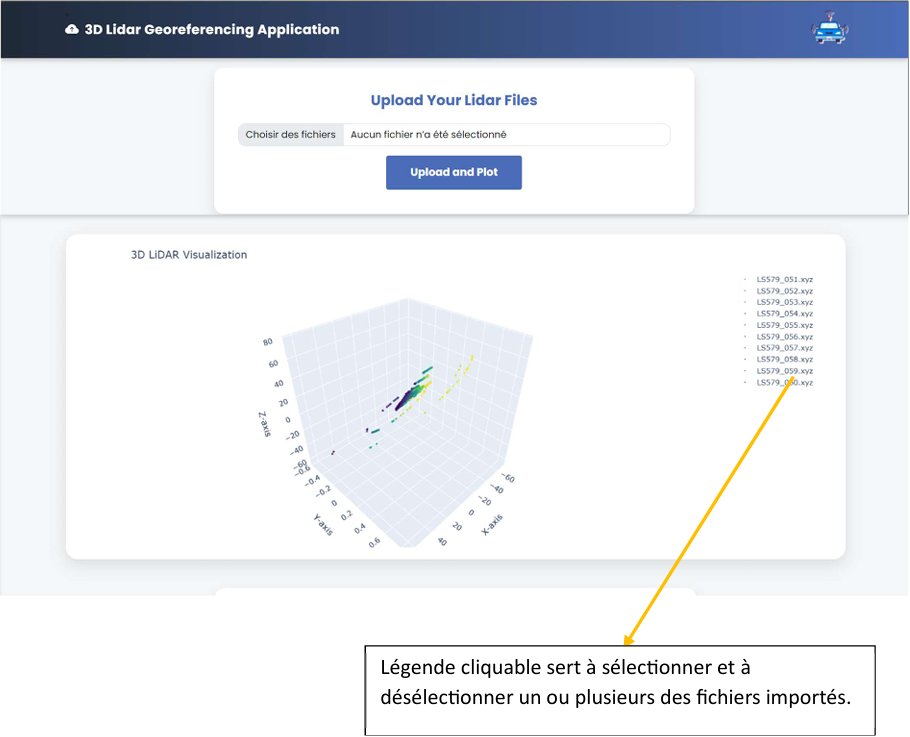 3D Lidar Georeferencing Application
Upload Your Lidar Files
Choisir des fichiers Aucun fichier n'a été sélectionné
Upload and Plot
3D LiDAR Visualization
LS579_051.xyz
LS579_052.xyz
LS579_053.xyz
LS579_054.xyz
LS579_055.xyz
LS579_056.xyz
LS579_057.xyz
LS579_058.xyz
LS579_059.xyz
80
60
40
20
0
−20
−40
−60
Z-axis
−0.6
−0.4
−0.2
0
0.2
0.4
0.6
Y-axis
−60
−40
−20
0
20
40
X-axis
Légende cliquable sert à sélectionner et à
désélectionner un ou plusieurs des fichiers importés.